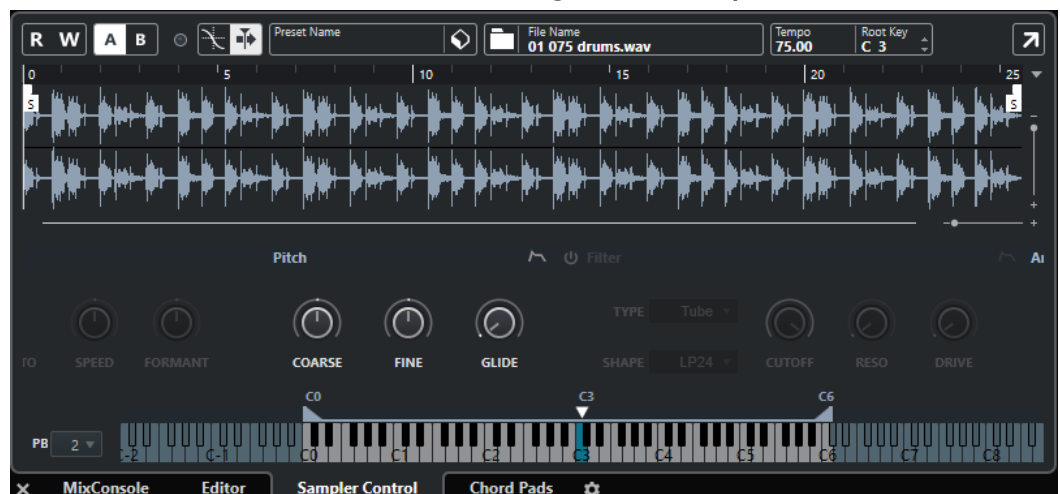 R W A B Preset Name File Name Tempo Root Key
01 075 drums.wav 75.00 C 3
0 5 10 15 20 25
S S
Pitch Filter
TYPE Tube
SPEED FORMANT COARSE FINE GLIDE SHAPE LP24 CUTOFF RESO DRIVE
C0 C3 C6
PB 2 C-2 C-1 C0 C1 C2 C3 C4 C5 C6 C7 C8
MixConsole Editor Sampler Control Chord Pads